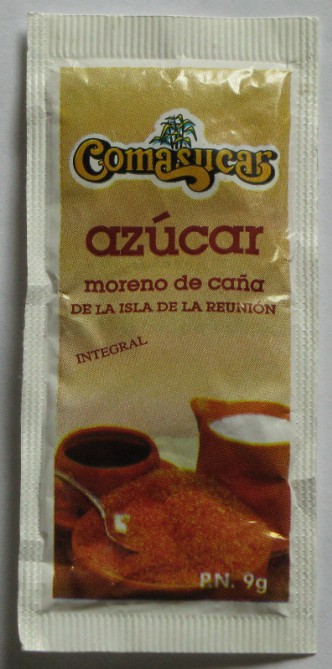 Comasucar
azúcar
moreno de caña
DE LA ISLA DE LA REUNIÓN
INTEGRAL
P.N. 9g